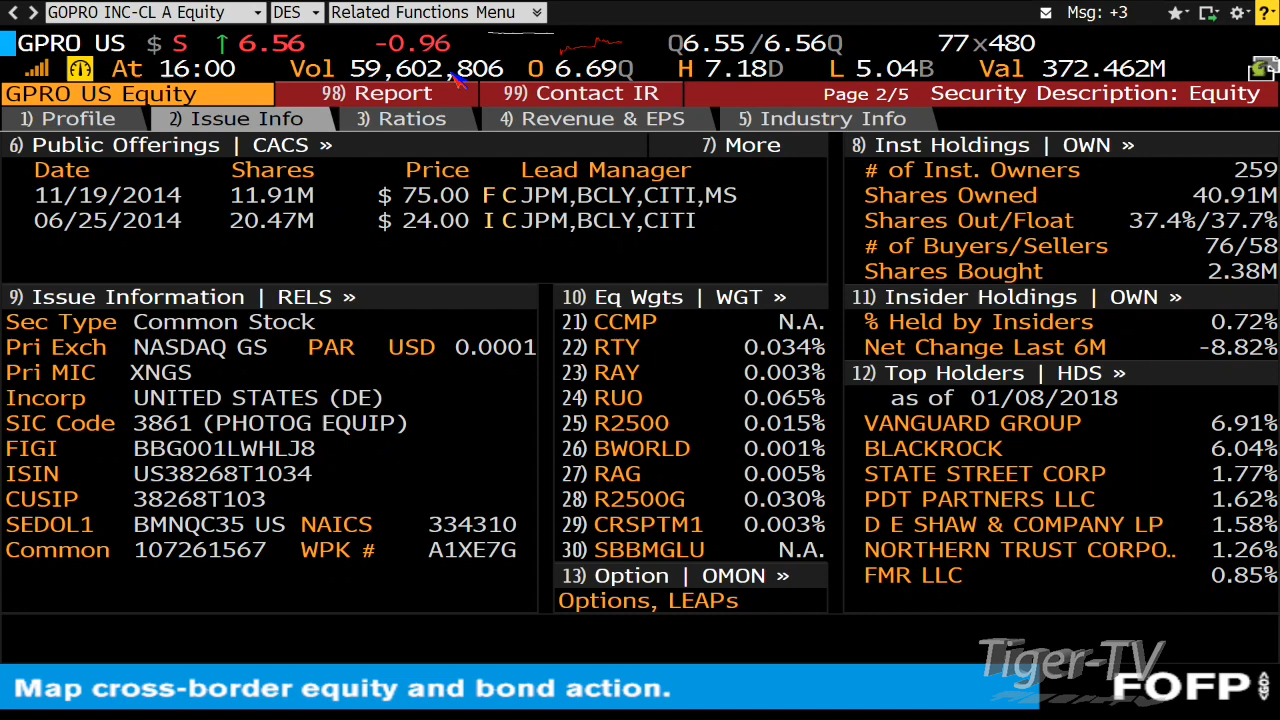 GOPRO INC-CL A Equity DES Related Functions Menu Msg: +3 ?
GPRO US $ S ↑ 6.56 -0.96 Q6.55/6.56Q 77x480
At 16:00 Vol 59,602,806 O 6.69Q H 7.18D L 5.04B Val 372.462M
GPRO US Equity 98) Report 99) Contact IR Page 2/5 Security Description: Equity
1) Profile 2) Issue Info 3) Ratios 4) Revenue & EPS 5) Industry Info
6) Public Offerings | CACS » 7) More
Date Shares Price Lead Manager
11/19/2014 11.91M $ 75.00 F C JPM,BCLY,CITI,MS
06/25/2014 20.47M $ 24.00 I C JPM,BCLY,CITI
8) Inst Holdings | OWN »
# of Inst. Owners 259
Shares Owned 40.91M
Shares Out/Float 37.4%/37.7%
# of Buyers/Sellers 76/58
Shares Bought 2.38M
9) Issue Information | RELS »
Sec Type Common Stock
Pri Exch NASDAQ GS PAR USD 0.0001
Pri MIC XNGS
Incorp UNITED STATES (DE)
SIC Code 3861 (PHOTOG EQUIP)
FIGI BBG001LWHLJ8
ISIN US38268T1034
CUSIP 38268T103
SEDOL1 BMNQC35 US NAICS 334310
Common 107261567 WPK # A1XE7G
10) Eq Wgts | WGT »
21) CCMP N.A.
22) RTY 0.034%
23) RAY 0.003%
24) RUO 0.065%
25) R2500 0.015%
26) BWORLD 0.001%
27) RAG 0.005%
28) R2500G 0.030%
29) CRSPTM1 0.003%
30) SBBMGLU N.A.
13) Option | OMON »
Options, LEAPs
11) Insider Holdings | OWN »
% Held by Insiders 0.72%
Net Change Last 6M -8.82%
12) Top Holders | HDS »
as of 01/08/2018
VANGUARD GROUP 6.91%
BLACKROCK 6.04%
STATE STREET CORP 1.77%
PDT PARTNERS LLC 1.62%
D E SHAW & COMPANY LP 1.58%
NORTHERN TRUST CORPO.. 1.26%
FMR LLC 0.85%
Tiger-TV
Map cross-border equity and bond action. FOFP